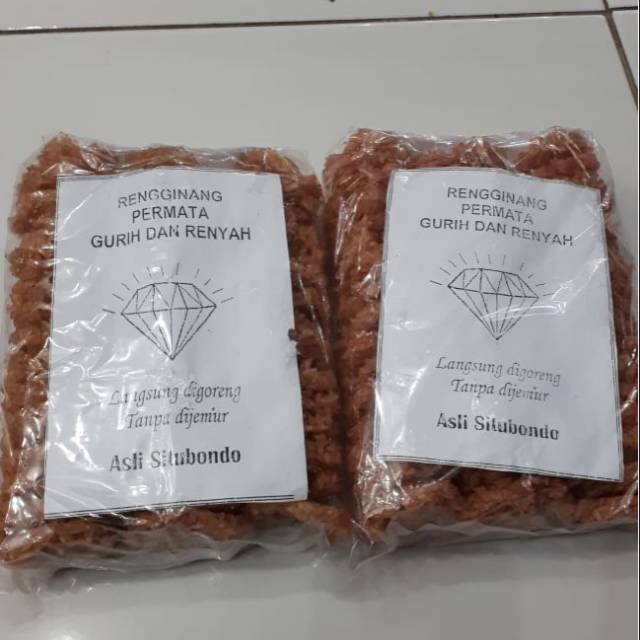 RENGGINANG
PERMATA
GURIH DAN RENYAH
Langsung digoreng
Tanpa dijemur
Asli Situbondo
RENGGINANG
PERMATA
GURIH DAN RENYAH
Langsung digoreng
Tanpa dijemur
Asli Situbondo